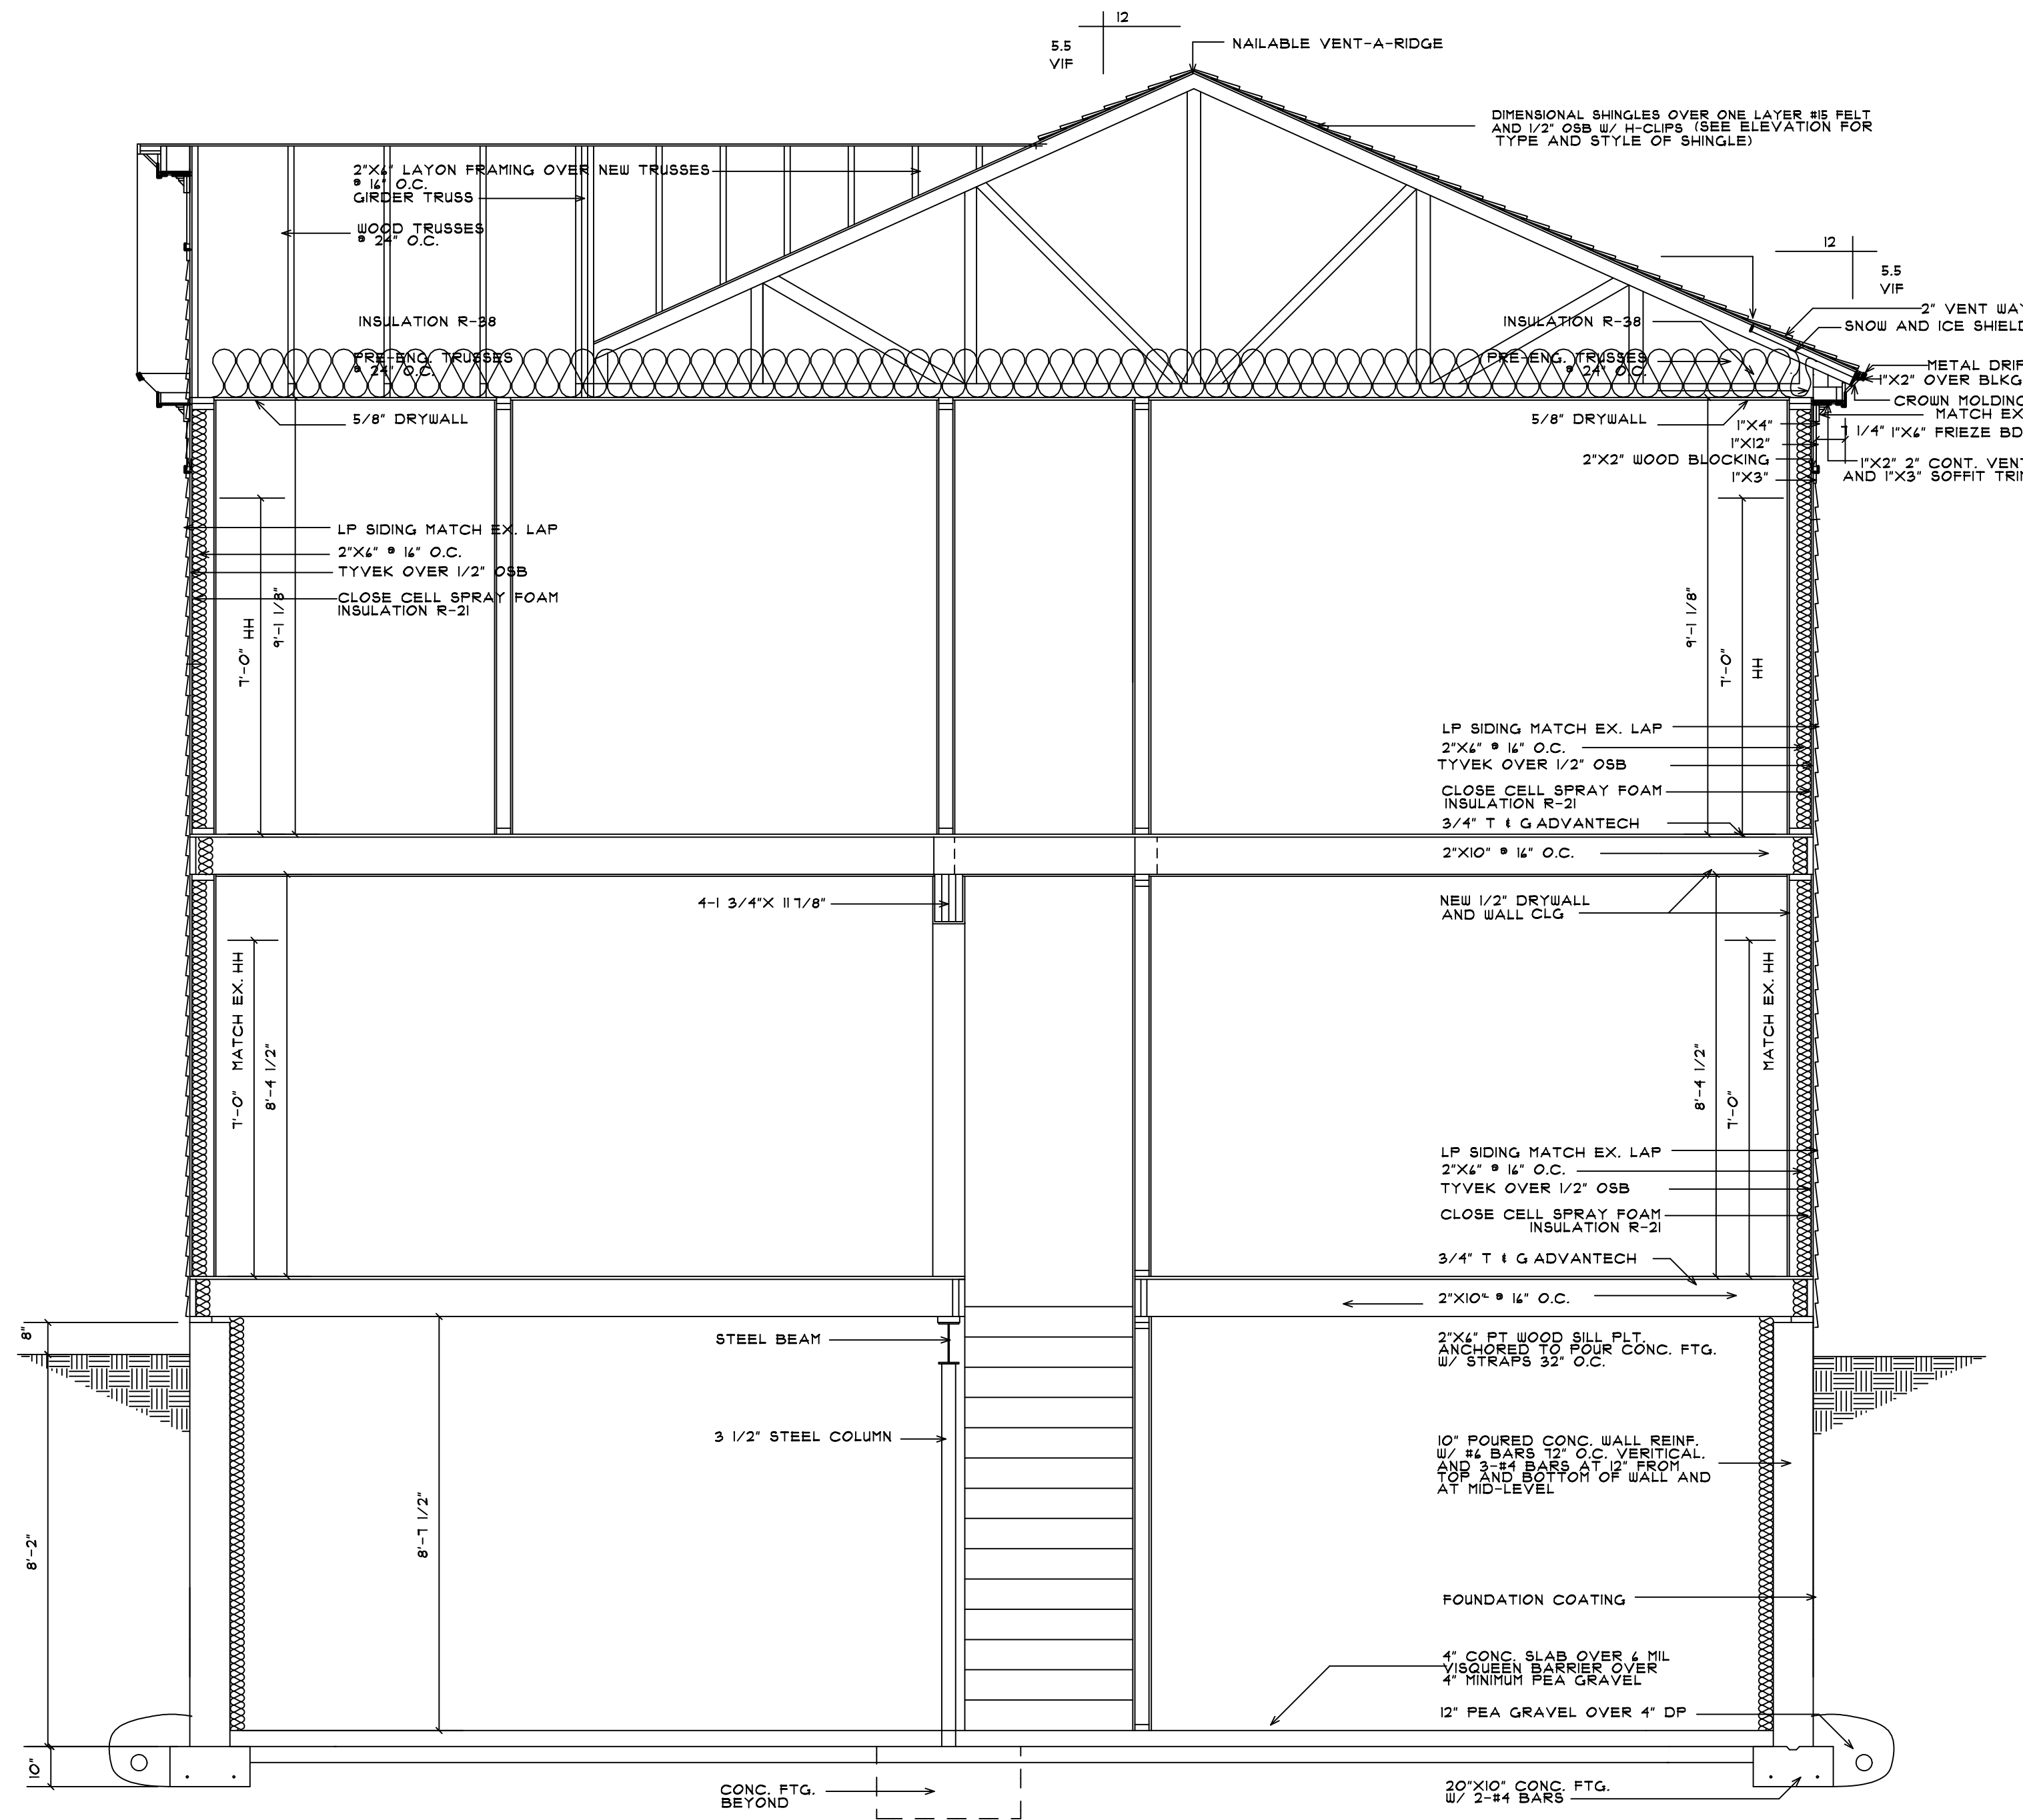 12
5.5
VIF
NAILABLE VENT-A-RIDGE
DIMENSIONAL SHINGLES OVER ONE LAYER #15 FELT
AND 1/2" OSB W/ H-CLIPS (SEE ELEVATION FOR
TYPE AND STYLE OF SHINGLE)
2"X6" LAYON FRAMING OVER NEW TRUSSES
@ 16" O.C.
GIRDER TRUSS
WOOD TRUSSES
@ 24" O.C.
12
5.5
VIF
INSULATION R-38
PRE-ENG. TRUSSES
@ 24" O.C.
5/8" DRYWALL
INSULATION R-38
PRE-ENG. TRUSSES
@ 24" O.C.
5/8" DRYWALL
2" VENT WAY
SNOW AND ICE SHIELD
METAL DRIP
1"X2" OVER BLKG
CROWN MOLDING
MATCH EX
1"X4"
7 1/4" 1"X6" FRIEZE BD
1"X12"
2"X2" WOOD BLOCKING
1"X3"
1"X2" 2" CONT. VENT
AND 1"X3" SOFFIT TRIM
LP SIDING MATCH EX. LAP
2"X6" @ 16" O.C.
TYVEK OVER 1/2" OSB
CLOSE CELL SPRAY FOAM
INSULATION R-21
7'-0" HH
9'-1 1/8"
9'-1 1/8"
7'-0"
HH
LP SIDING MATCH EX. LAP
2"X6" @ 16" O.C.
TYVEK OVER 1/2" OSB
CLOSE CELL SPRAY FOAM
INSULATION R-21
3/4" T & G ADVANTECH
2"X10" @ 16" O.C.
4-1 3/4"X 11 7/8"
NEW 1/2" DRYWALL
AND WALL CLG
7'-0" MATCH EX. HH
8'-4 1/2"
8'-4 1/2"
7'-0"
MATCH EX. HH
LP SIDING MATCH EX. LAP
2"X6" @ 16" O.C.
TYVEK OVER 1/2" OSB
CLOSE CELL SPRAY FOAM
INSULATION R-21
3/4" T & G ADVANTECH
2"X10" @ 16" O.C.
8"
STEEL BEAM
2"X6" PT WOOD SILL PLT.
ANCHORED TO POUR CONC. FTG.
W/ STRAPS 32" O.C.
3 1/2" STEEL COLUMN
10" POURED CONC. WALL REINF.
W/ #6 BARS 72" O.C. VERITICAL.
AND 3-#4 BARS AT 12" FROM
TOP AND BOTTOM OF WALL AND
AT MID-LEVEL
8'-2"
8'-7 1/2"
FOUNDATION COATING
4" CONC. SLAB OVER 6 MIL
VISQUEEN BARRIER OVER
4" MINIMUM PEA GRAVEL
12" PEA GRAVEL OVER 4" DP
10"
CONC. FTG.
BEYOND
20"X10" CONC. FTG.
W/ 2-#4 BARS